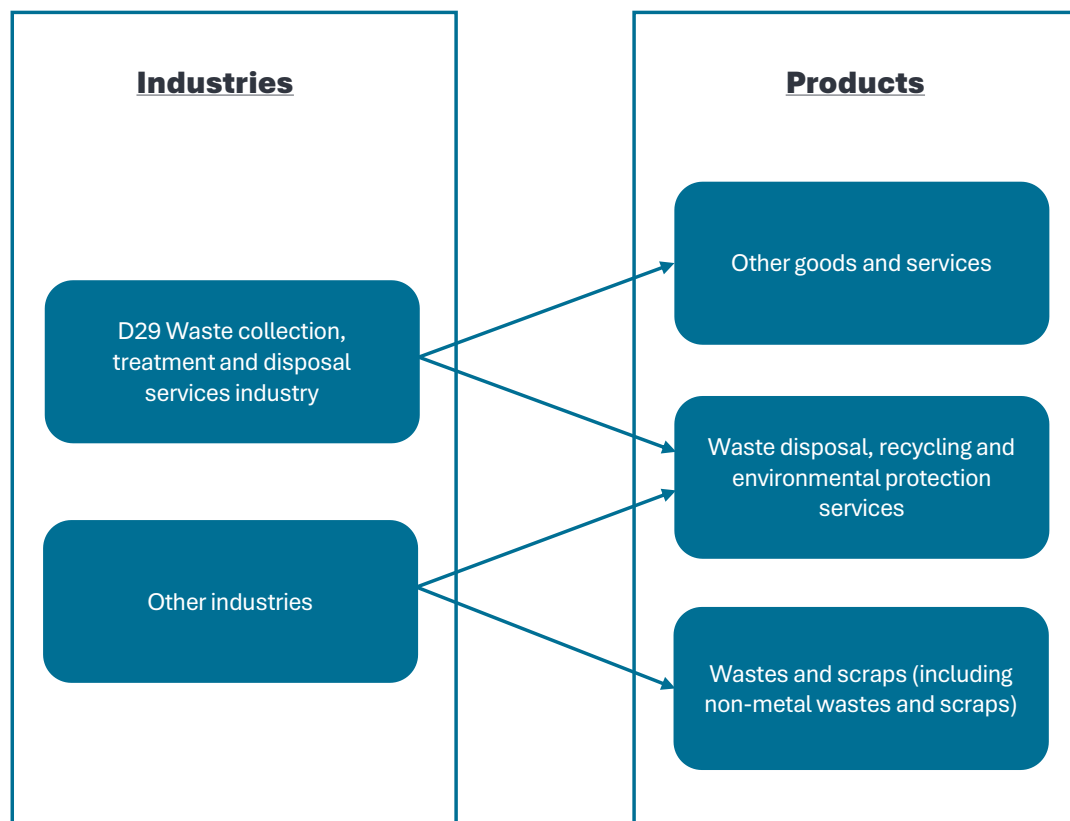 Industries
D29 Waste collection,
treatment and disposal
services industry
Other industries
Products
Other goods and services
Waste disposal, recycling and
environmental protection
services
Wastes and scraps (including
non-metal wastes and scraps)